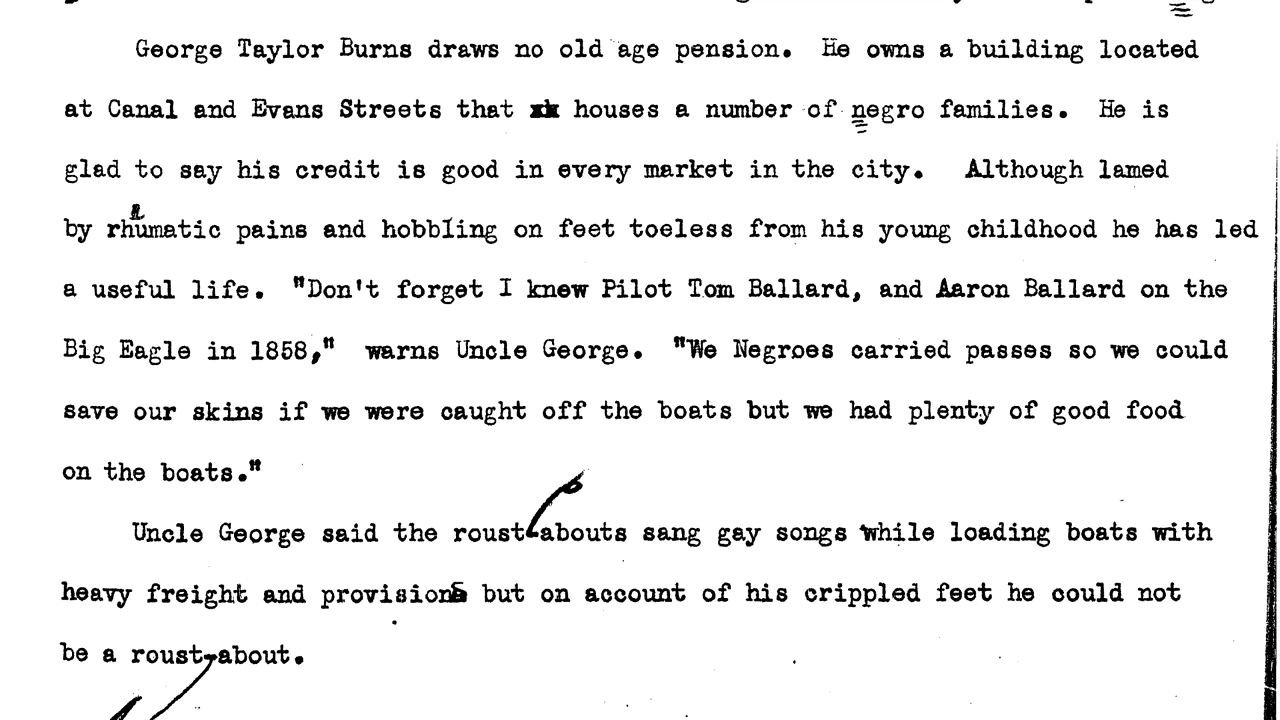 George Taylor Burns draws no old age pension. He owns a building located
at Canal and Evans Streets that houses a number of negro families. He is
glad to say his credit is good in every market in the city. Although lamed
by rhumatic pains and hobbling on feet toeless from his young childhood he has led
a useful life. "Don't forget I knew Pilot Tom Ballard, and Aaron Ballard on the
Big Eagle in 1858," warns Uncle George. "We Negroes carried passes so we could
save our skins if we were caught off the boats but we had plenty of good food
on the boats."
Uncle George said the roust-abouts sang gay songs while loading boats with
heavy freight and provisions but on account of his crippled feet he could not
be a roust-about.